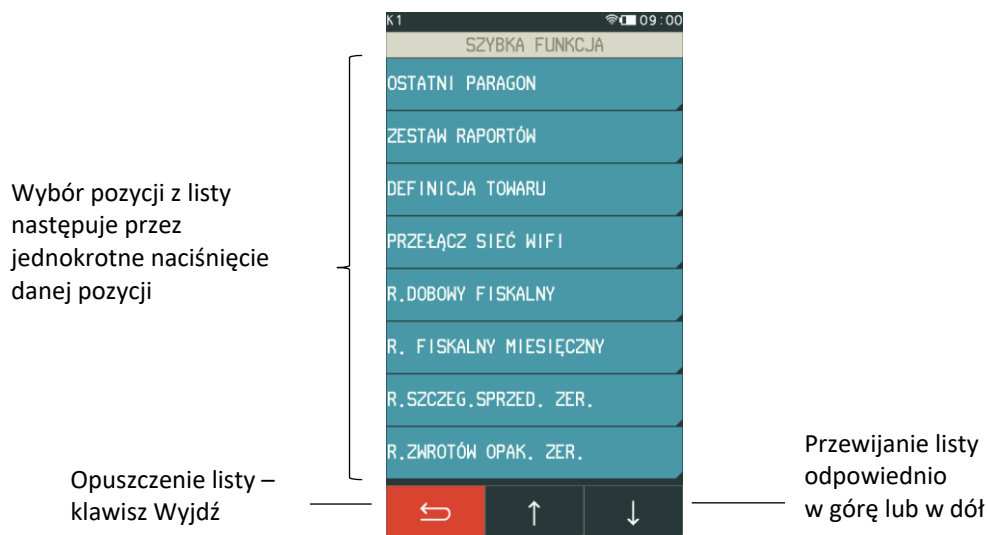 K1 09:00
SZYBKA FUNKCJA
OSTATNI PARAGON
ZESTAW RAPORTÓW
DEFINICJA TOWARU
PRZEŁĄCZ SIEĆ WIFI
R.DOBOWY FISKALNY
R. FISKALNY MIESIĘCZNY
R.SZCZEG.SPRZED. ZER.
R.ZWROTÓW OPAK. ZER.
Wybór pozycji z listy
następuje przez
jednokrotne naciśnięcie
danej pozycji
Opuszczenie listy –
klawisz Wyjdź
Przewijanie listy
odpowiednio
w górę lub w dół